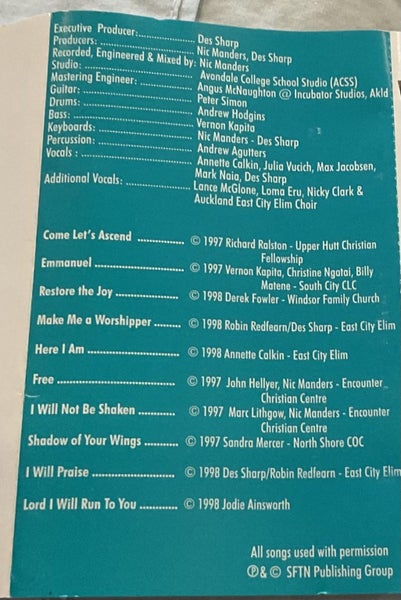 Executive Producer:................ Des Sharp
Producers: ................................ Nic Manders, Des Sharp
Recorded, Engineered & Mixed by: Nic Manders
Studio: ...................................... Avondale College School Studio (ACSS)
Mastering Engineer: ................. Angus McNaughton @ Incubator Studios, Akld
Guitar: ...................................... Peter Simon
Drums: ...................................... Andrew Hodgins
Bass: ......................................... Vernon Kapita
Keyboards: ................................ Nic Manders - Des Sharp
Percussion: ................................ Andrew Agutters
Vocals : ..................................... Annette Calkin, Julia Vucich, Max Jacobsen,
Mark Naia, Des Sharp
Additional Vocals: ..................... Lance McGlone, Loma Eru, Nicky Clark &
Auckland East City Elim Choir
Come Let's Ascend .............. © 1997 Richard Ralston - Upper Hutt Christian
Fellowship
Emmanuel ........................... © 1997 Vernon Kapita, Christine Ngatai, Billy
Matene - South City CLC
Restore the Joy ................... © 1998 Derek Fowler - Windsor Family Church
Make Me a Worshipper ........ © 1998 Robin Redfearn/Des Sharp - East City Elim
Here I Am ............................ © 1998 Annette Calkin - East City Elim
Free .................................... © 1997 John Hellyer, Nic Manders - Encounter
Christian Centre
I Will Not Be Shaken ........... © 1997 Marc Lithgow, Nic Manders - Encounter
Christian Centre
Shadow of Your Wings .......... © 1997 Sandra Mercer - North Shore COC
I Will Praise ........................ © 1998 Des Sharp/Robin Redfearn - East City Elim
Lord I Will Run To You ............ © 1998 Jodie Ainsworth
All songs used with permission
℗& © SFTN Publishing Group